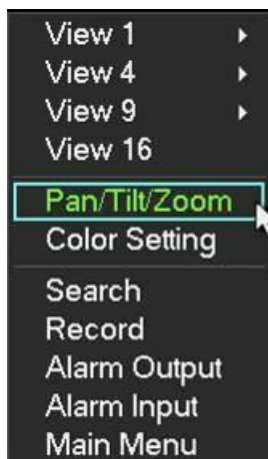 View 1
View 4
View 9
View 16
Pan/Tilt/Zoom
Color Setting
Search
Record
Alarm Output
Alarm Input
Main Menu